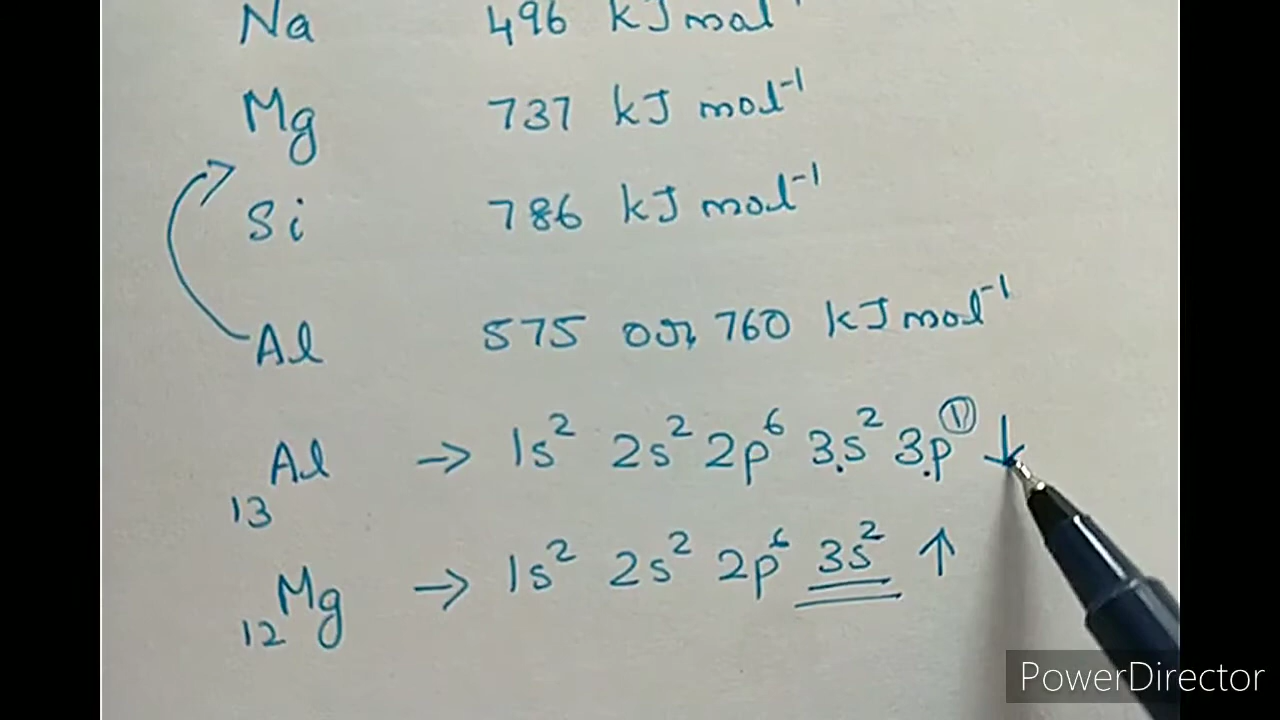 Na 496 kJ mol⁻¹
Mg 737 kJ mol⁻¹
Si 786 kJ mol⁻¹
Al 575 or 760 kJ mol⁻¹
₁₃Al → 1s² 2s² 2p⁶ 3s² 3p¹ ↓
₁₂Mg → 1s² 2s² 2p⁶ 3s² ↑
PowerDirector